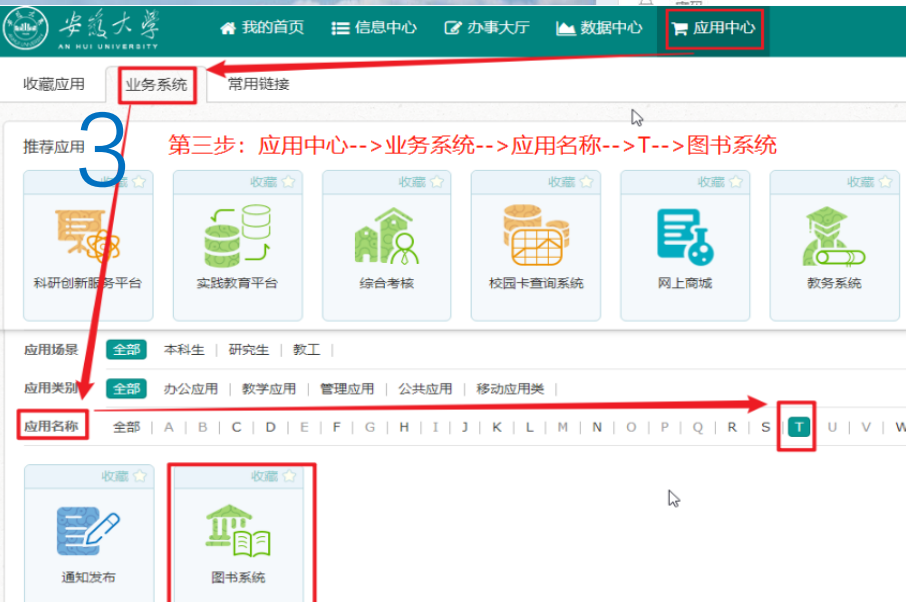 安徽大学
AN HUI UNIVERSITY
我的首页 信息中心 办事大厅 数据中心 应用中心
收藏应用 业务系统 常用链接
3
推荐应用 第三步：应用中心-->业务系统-->应用名称-->T-->图书系统
收藏 收藏 收藏 收藏 收藏 收藏
科研创新服务平台 实践教育平台 综合考核 校园卡查询系统 网上商城 教务系统
应用场景 全部 本科生 | 研究生 | 教工 |
应用类别 全部 办公应用 | 教学应用 | 管理应用 | 公共应用 | 移动应用类 |
应用名称 全部 | A | B | C | D | E | F | G | H | I | J | K | L | M | N | O | P | Q | R | S T U | V | W
收藏 收藏
通知发布 图书系统